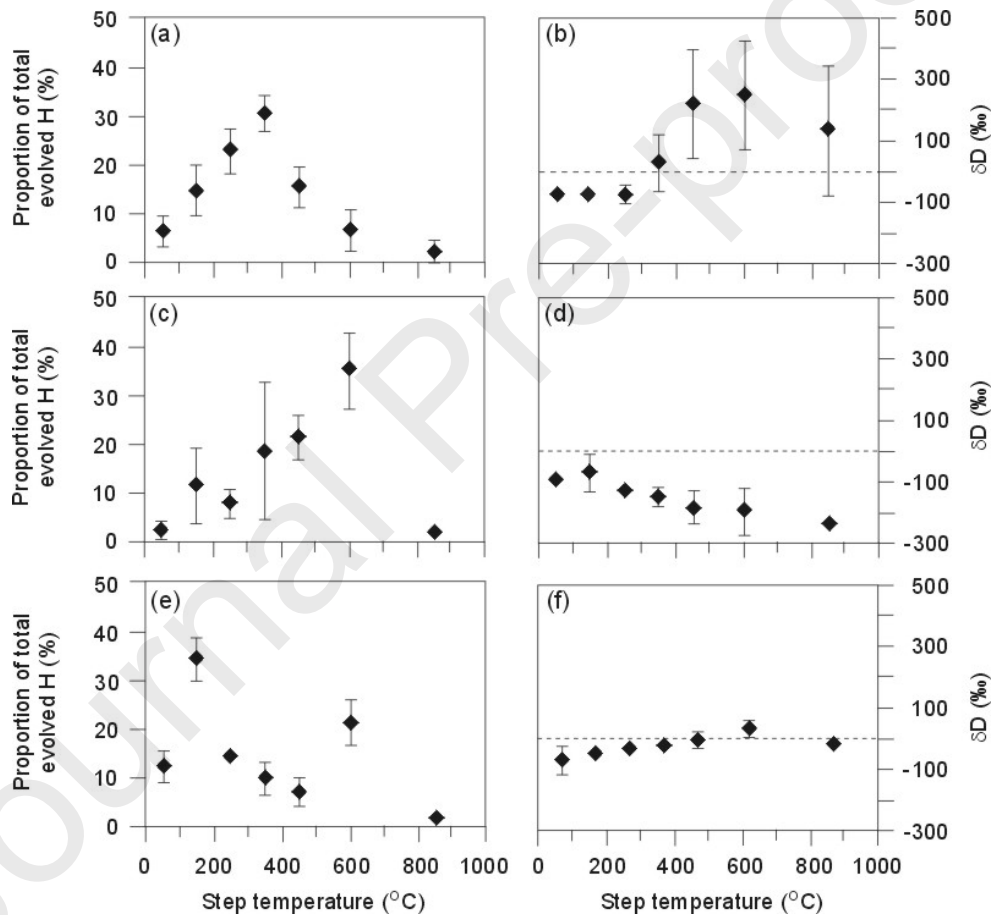 (a)
50
40
30
20
10
0
Proportion of total
evolved H (%)
(b)
500
300
100
-100
-300
δD (‰)
(c)
50
40
30
20
10
0
Proportion of total
evolved H (%)
(d)
500
300
100
-100
-300
δD (‰)
(e)
50
40
30
20
10
0
Proportion of total
evolved H (%)
0 200 400 600 800 1000
Step temperature (°C)
(f)
500
300
100
-100
-300
δD (‰)
0 200 400 600 800 1000
Step temperature (°C)
Journal Pre-proo